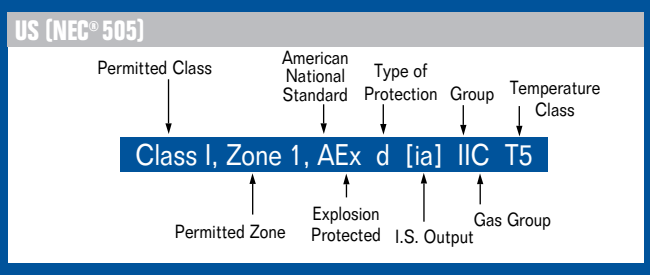 US (NEC® 505)
Permitted Class
American
National
Standard
Type of
Protection
Group
Temperature
Class
Class I, Zone 1, AEx d [ia] IIC T5
Permitted Zone
Explosion
Protected
I.S. Output
Gas Group